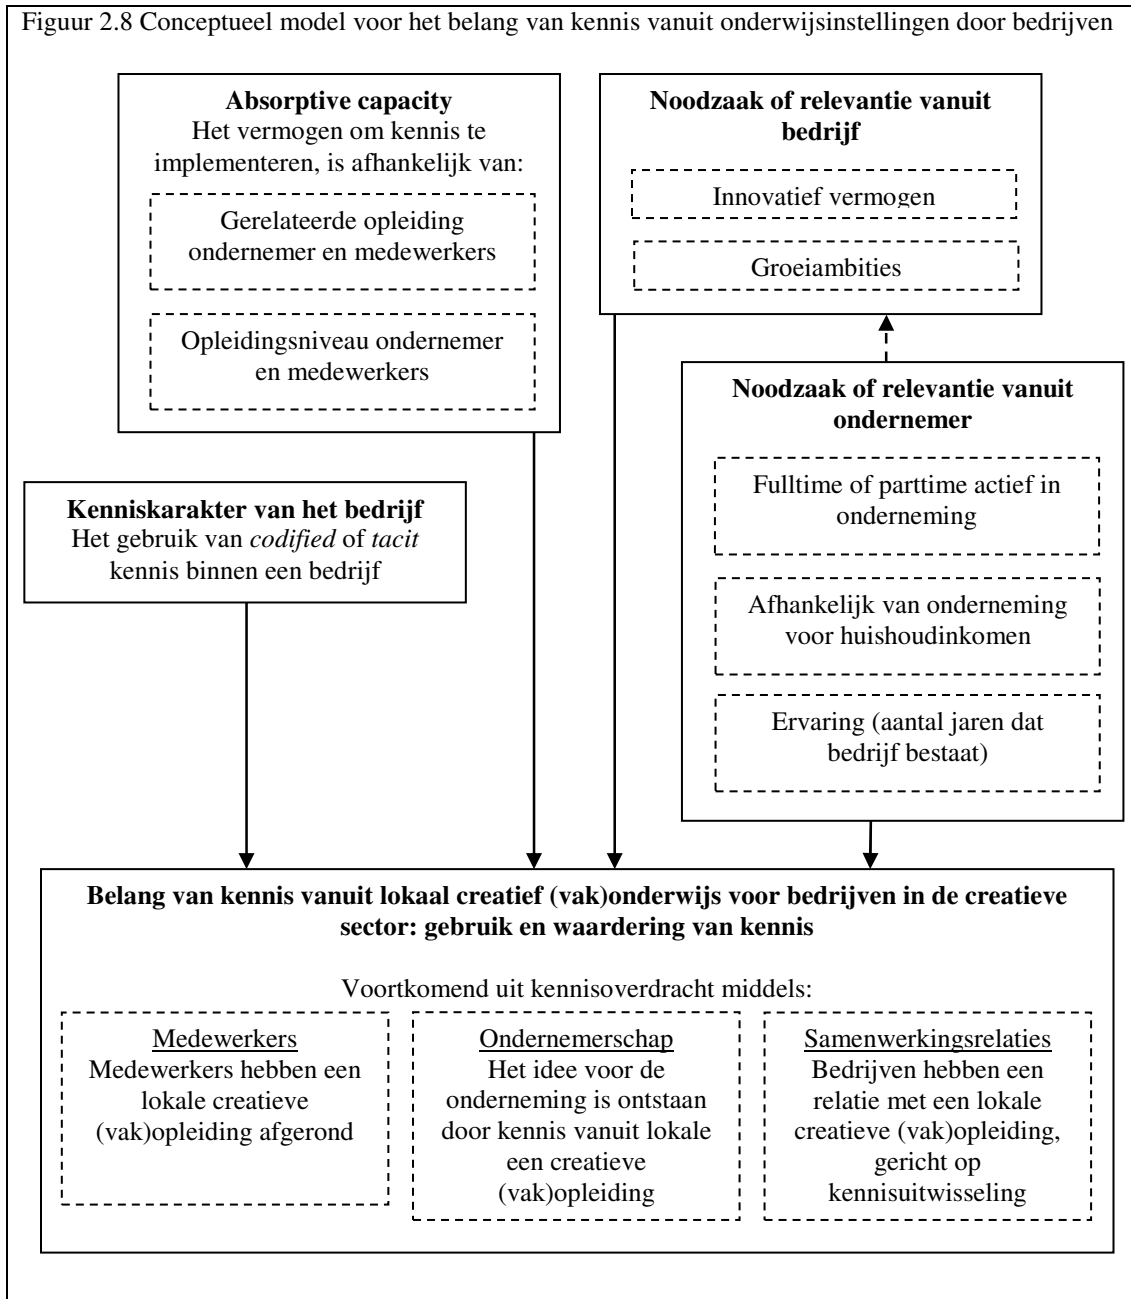 Figuur 2.8 Conceptueel model voor het belang van kennis vanuit onderwijsinstellingen door bedrijven
Absorptive capacity
Het vermogen om kennis te
implementeren, is afhankelijk van:
Gerelateerde opleiding
ondernemer en medewerkers
Opleidingsniveau ondernemer
en medewerkers
Noodzaak of relevantie vanuit
bedrijf
Innovatief vermogen
Groeiambities
Noodzaak of relevantie vanuit
ondernemer
Fulltime of parttime actief in
onderneming
Afhankelijk van onderneming
voor huishoudinkomen
Ervaring (aantal jaren dat
bedrijf bestaat)
Kenniskarakter van het bedrijf
Het gebruik van codified of tacit
kennis binnen een bedrijf
Belang van kennis vanuit lokaal creatief (vak)onderwijs voor bedrijven in de creatieve
sector: gebruik en waardering van kennis
Voortkomend uit kennisoverdracht middels:
Medewerkers
Medewerkers hebben een
lokale creatieve
(vak)opleiding afgerond
Ondernemerschap
Het idee voor de
onderneming is ontstaan
door kennis vanuit lokale
een creatieve
(vak)opleiding
Samenwerkingsrelaties
Bedrijven hebben een
relatie met een lokale
creatieve (vak)opleiding,
gericht op
kennisuitwisseling